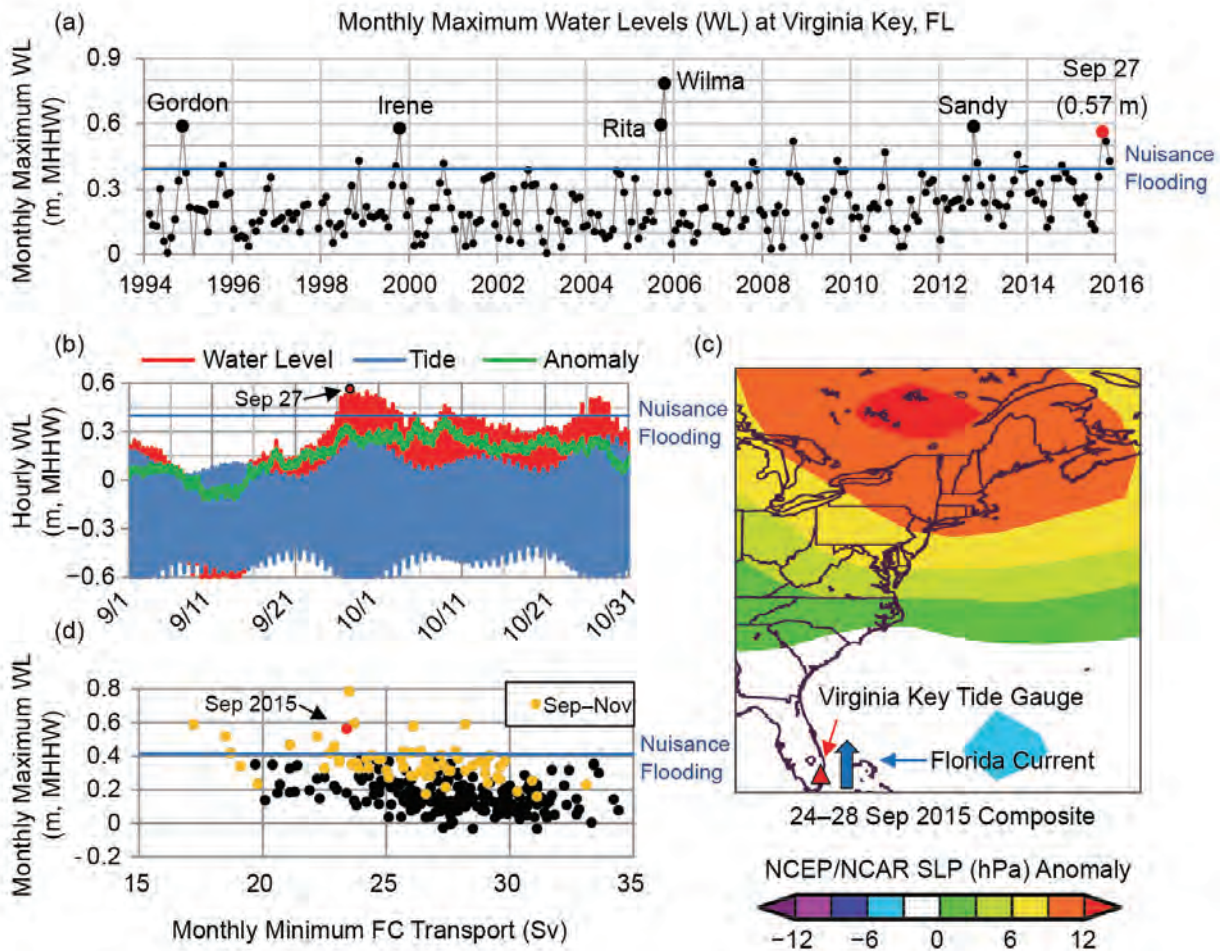 (a)
Monthly Maximum Water Levels (WL) at Virginia Key, FL
Monthly Maximum WL
(m, MHHW)
0.9
0.6
0.3
0
Gordon
Irene
Wilma
Rita
Sandy
Sep 27
(0.57 m)
Nuisance
Flooding
1994 1996 1998 2000 2002 2004 2006 2008 2010 2012 2014 2016
(b)
Water Level Tide Anomaly
Hourly WL
(m, MHHW)
0.6
0.3
0
−0.3
−0.6
Sep 27
Nuisance
Flooding
9/1 9/11 9/21 10/1 10/11 10/21 10/31
(c)
Virginia Key Tide Gauge
Florida Current
24–28 Sep 2015 Composite
NCEP/NCAR SLP (hPa) Anomaly
−12 −6 0 6 12
(d)
Monthly Maximum WL
(m, MHHW)
0.8
0.6
0.4
0.2
0
-0.2
Sep 2015
Sep–Nov
Nuisance
Flooding
15 20 25 30 35
Monthly Minimum FC Transport (Sv)